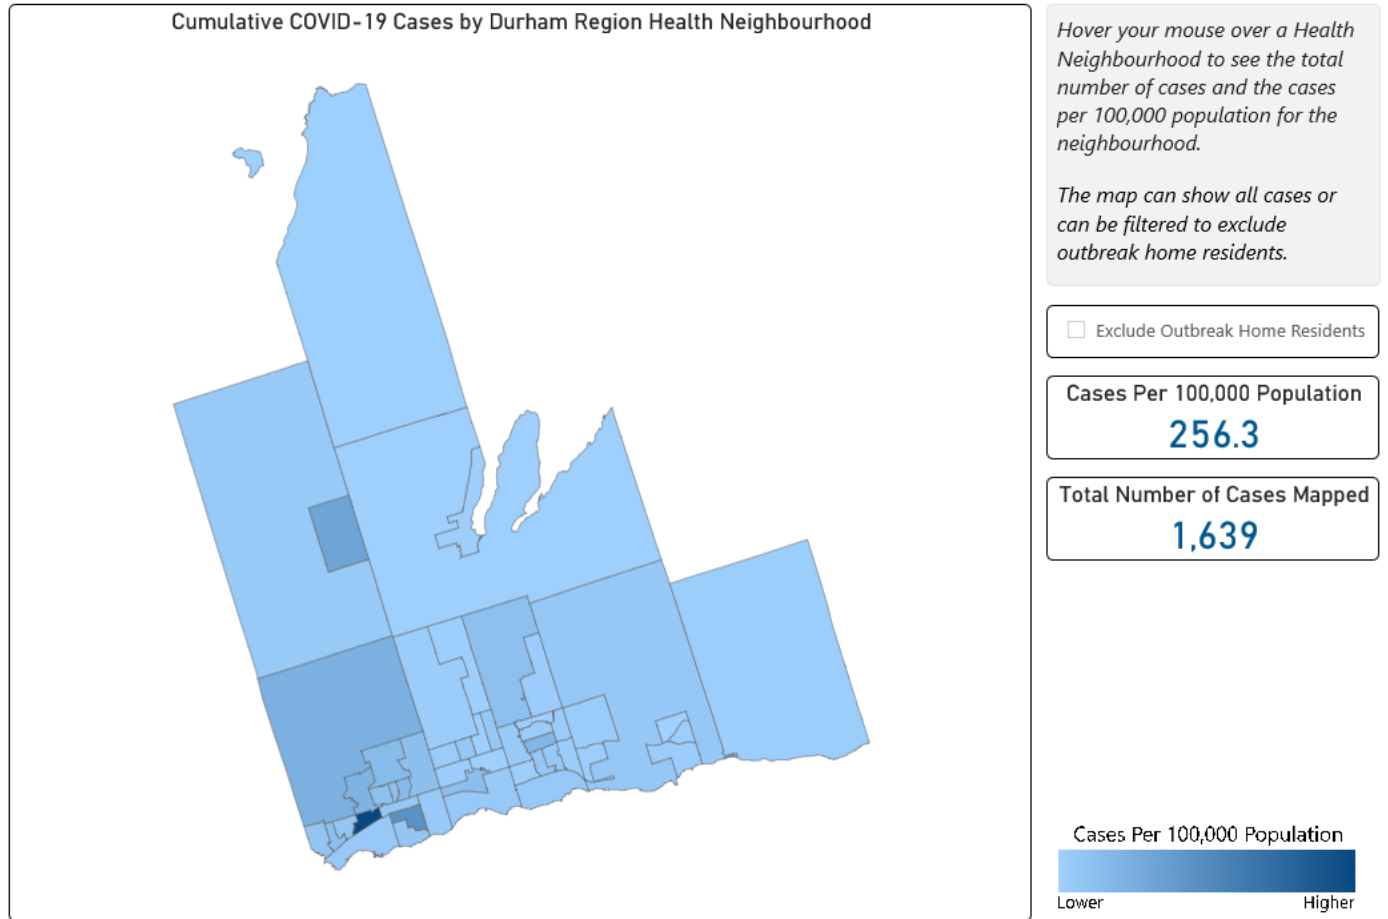 Cumulative COVID-19 Cases by Durham Region Health Neighbourhood
Hover your mouse over a Health
Neighbourhood to see the total
number of cases and the cases
per 100,000 population for the
neighbourhood.
The map can show all cases or
can be filtered to exclude
outbreak home residents.
Exclude Outbreak Home Residents
Cases Per 100,000 Population
256.3
Total Number of Cases Mapped
1,639
Cases Per 100,000 Population
Lower Higher